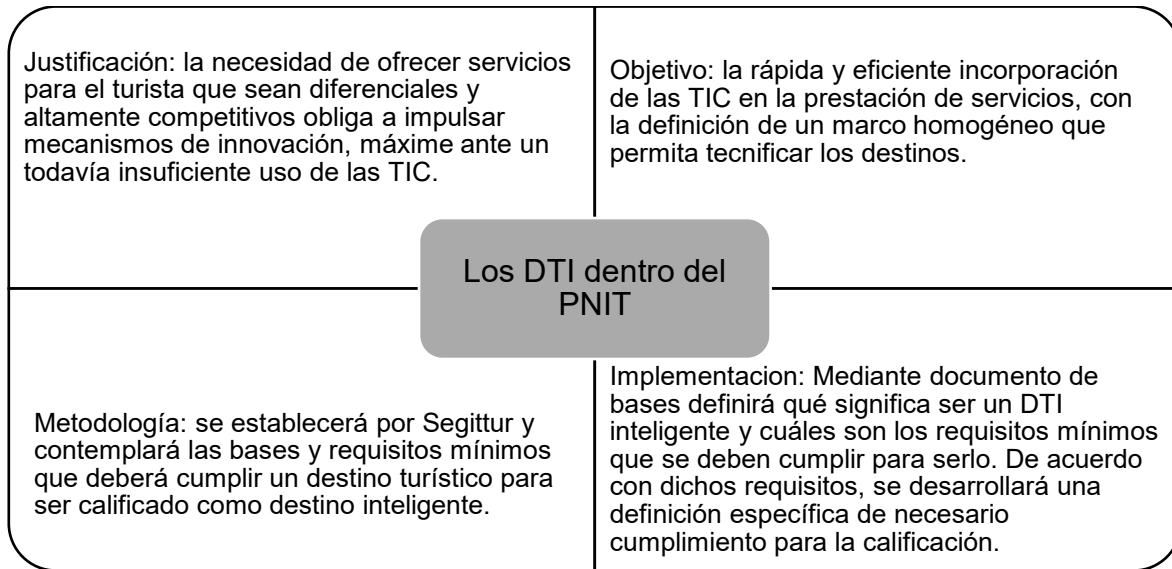 Justificación: la necesidad de ofrecer servicios
para el turista que sean diferenciales y
altamente competitivos obliga a impulsar
mecanismos de innovación, máxime ante un
todavía insuficiente uso de las TIC.
Objetivo: la rápida y eficiente incorporación
de las TIC en la prestación de servicios, con
la definición de un marco homogéneo que
permita tecnificar los destinos.
Los DTI dentro del
PNIT
Metodología: se establecerá por Segittur y
contemplará las bases y requisitos mínimos
que deberá cumplir un destino turístico para
ser calificado como destino inteligente.
Implementacion: Mediante documento de
bases definirá qué significa ser un DTI
inteligente y cuáles son los requisitos mínimos
que se deben cumplir para serlo. De acuerdo
con dichos requisitos, se desarrollará una
definición específica de necesario
cumplimiento para la calificación.